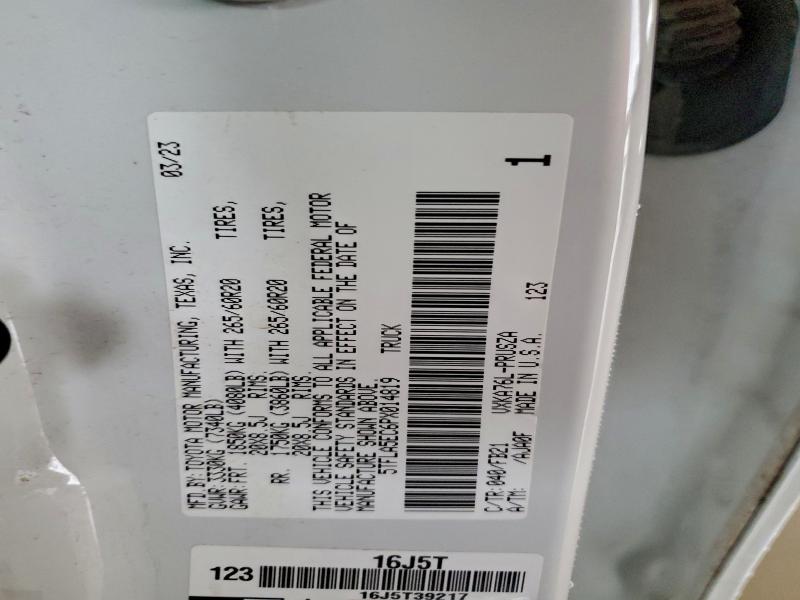 MFD. BY: TOYOTA MOTOR MANUFACTURING, TEXAS, INC. 03/23
GVWR: 3330KG (7340LB)
GAWR: FRT. 1850KG (4080LB) WITH 265/60R20 TIRES,
20X8.5J RIMS.
RR. 1750KG (3860LB) WITH 265/60R20 TIRES,
20X8.5J RIMS.
THIS VEHICLE CONFORMS TO ALL APPLICABLE FEDERAL MOTOR
VEHICLE SAFETY STANDARDS IN EFFECT ON THE DATE OF
MANUFACTURE SHOWN ABOVE.
5TFLA5EC6PX014819 TRUCK
C/TR: 040/FB21 VXKA76L-PRUSZA
A/TM: /AJA0F MADE IN U.S.A. 123
1
16J5T
123
16J5T39217